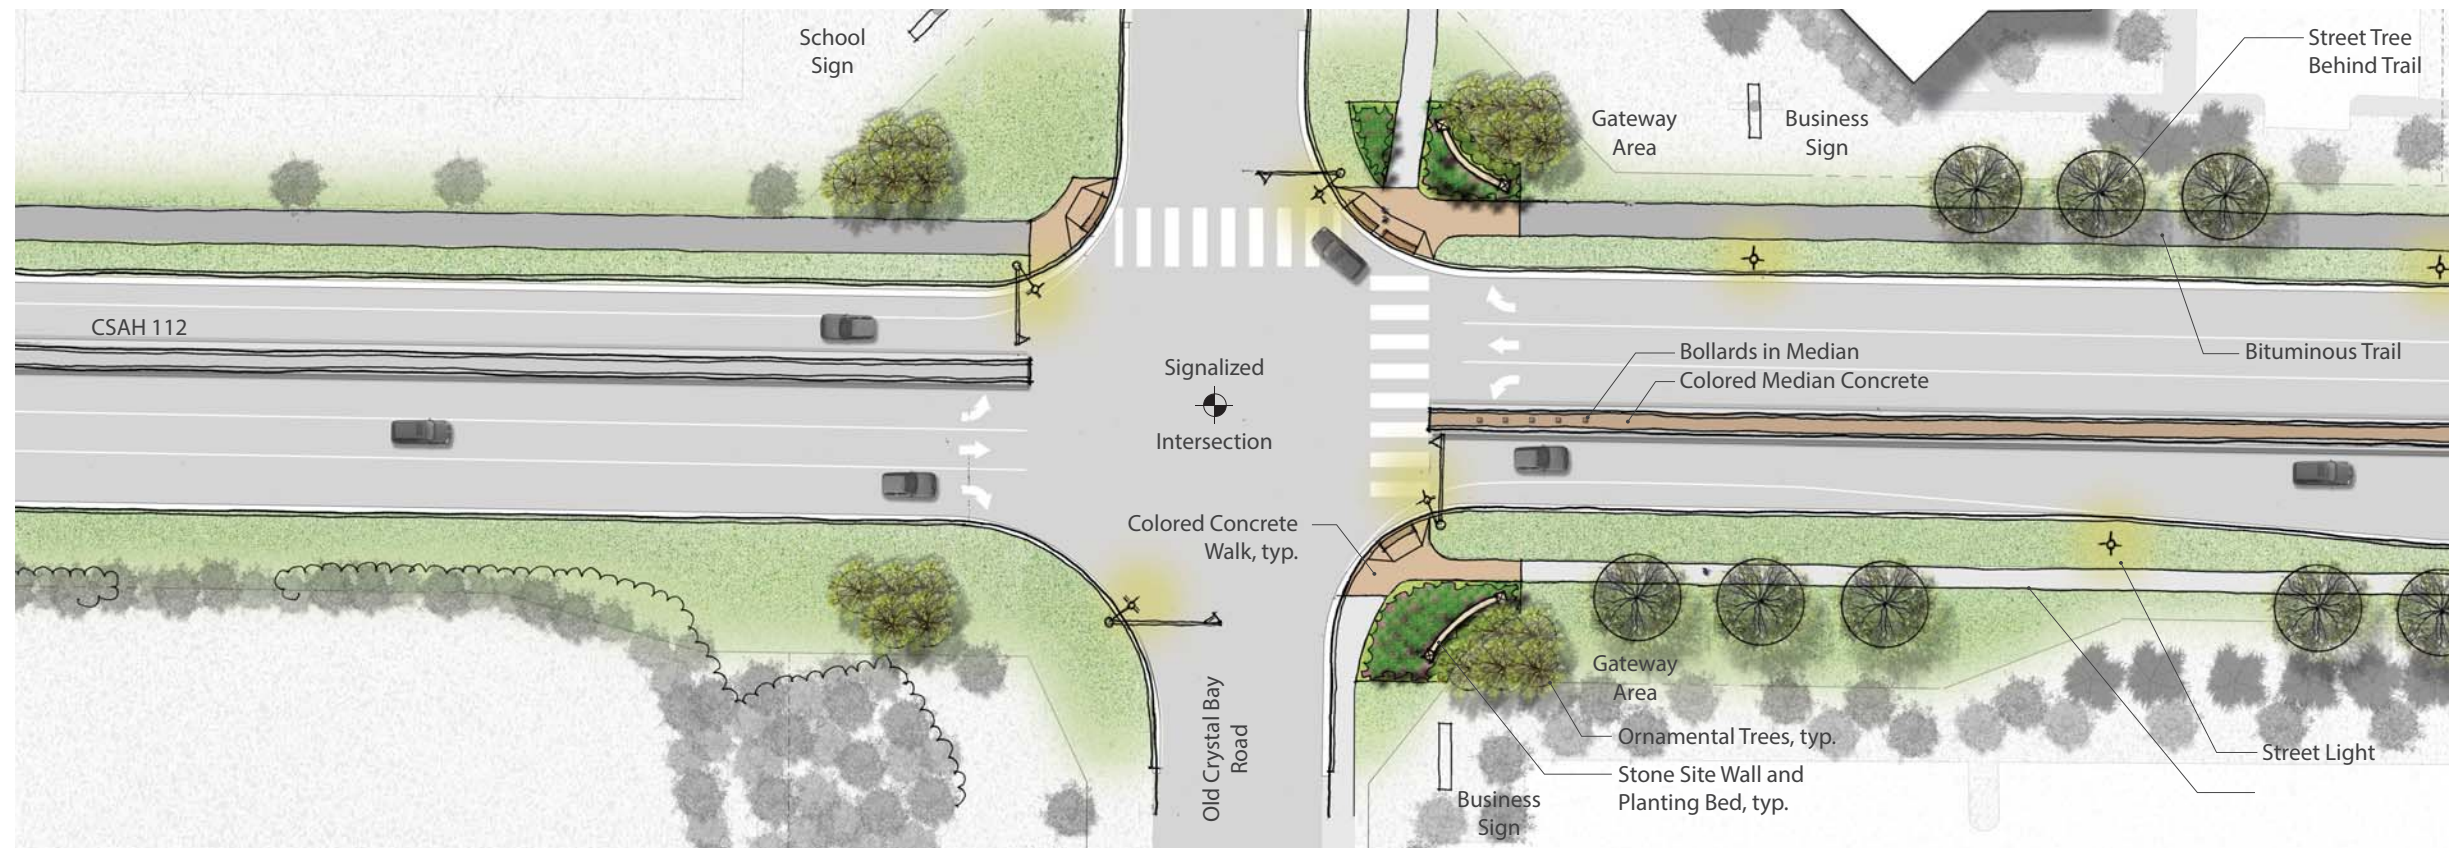 School
Sign
Gateway
Area
Business
Sign
Street Tree
Behind Trail
CSAH 112
Bollards in Median
Colored Median Concrete
Bituminous Trail
Signalized
Intersection
Colored Concrete
Walk, typ.
Old Crystal Bay
Road
Gateway
Area
Ornamental Trees, typ.
Stone Site Wall and
Planting Bed, typ.
Business
Sign
Street Light